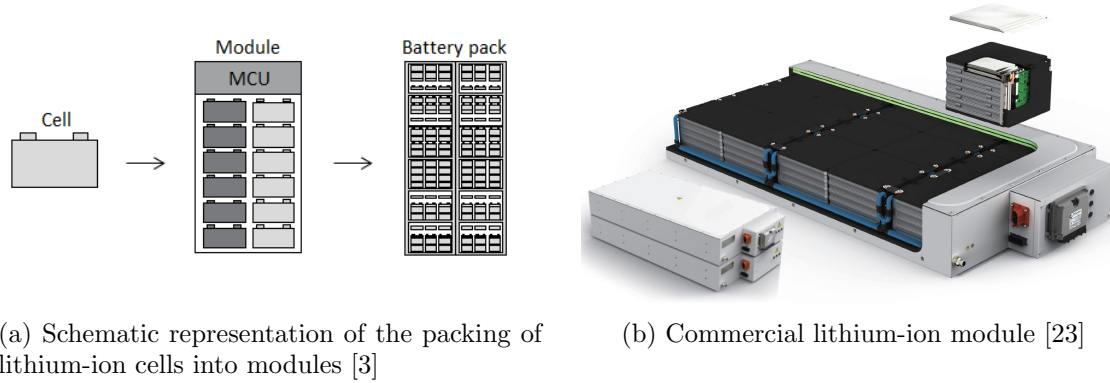 Module
Battery pack
MCU
Cell
(a) Schematic representation of the packing of
lithium-ion cells into modules [3]
(b) Commercial lithium-ion module [23]